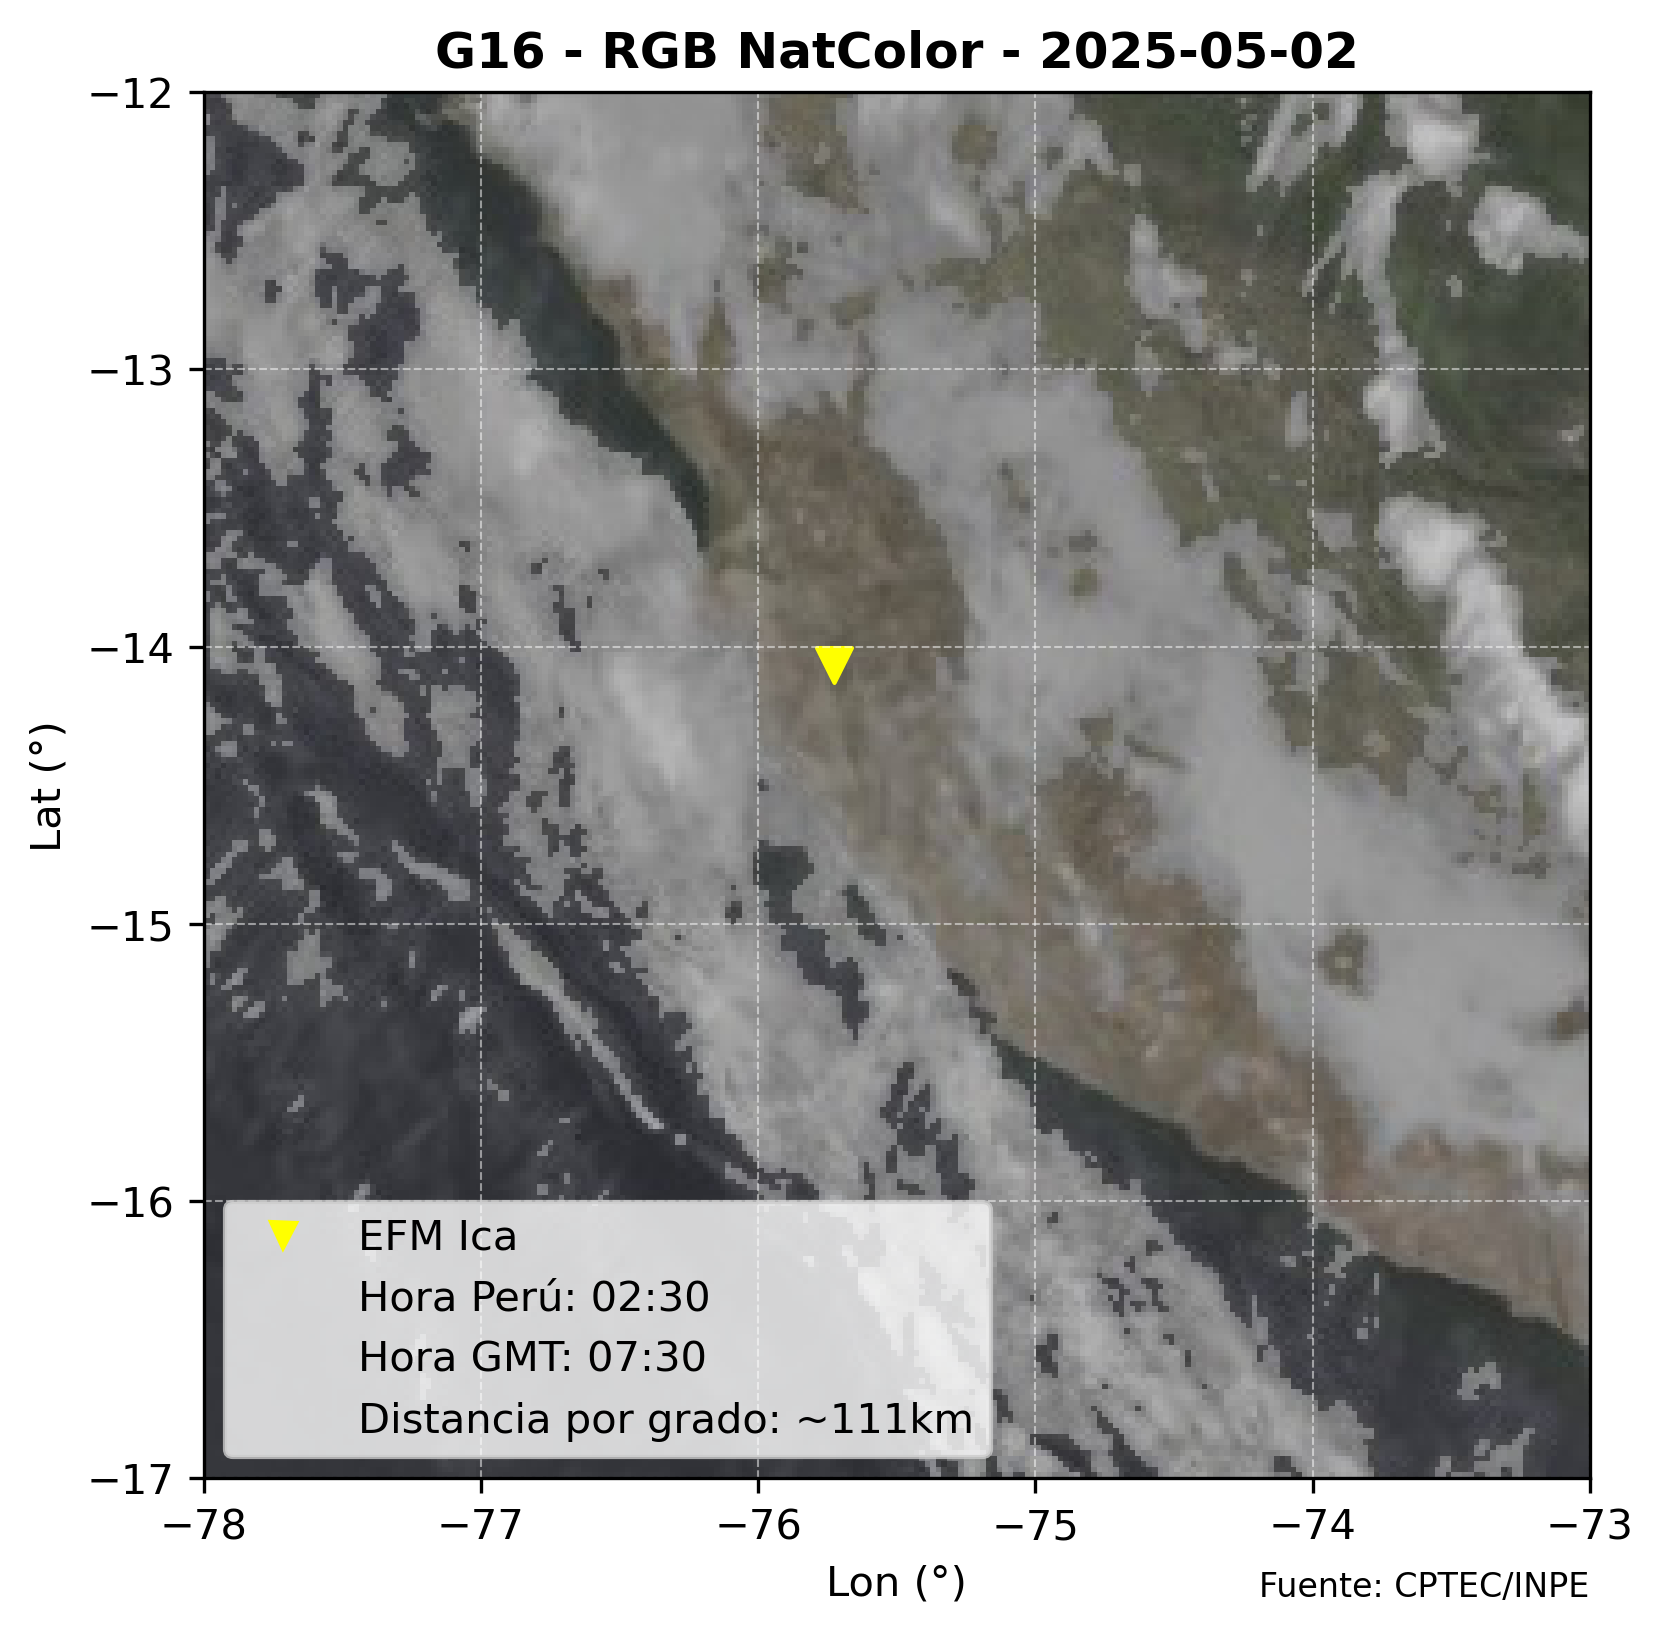 G16 - RGB NatColor - 2025-05-02
−12
−13
−14
−15
−16
−17
Lat (°)
EFM Ica
Hora Perú: 02:30
Hora GMT: 07:30
Distancia por grado: ~111km
−78 −77 −76 −75 −74 −73
Lon (°)
Fuente: CPTEC/INPE